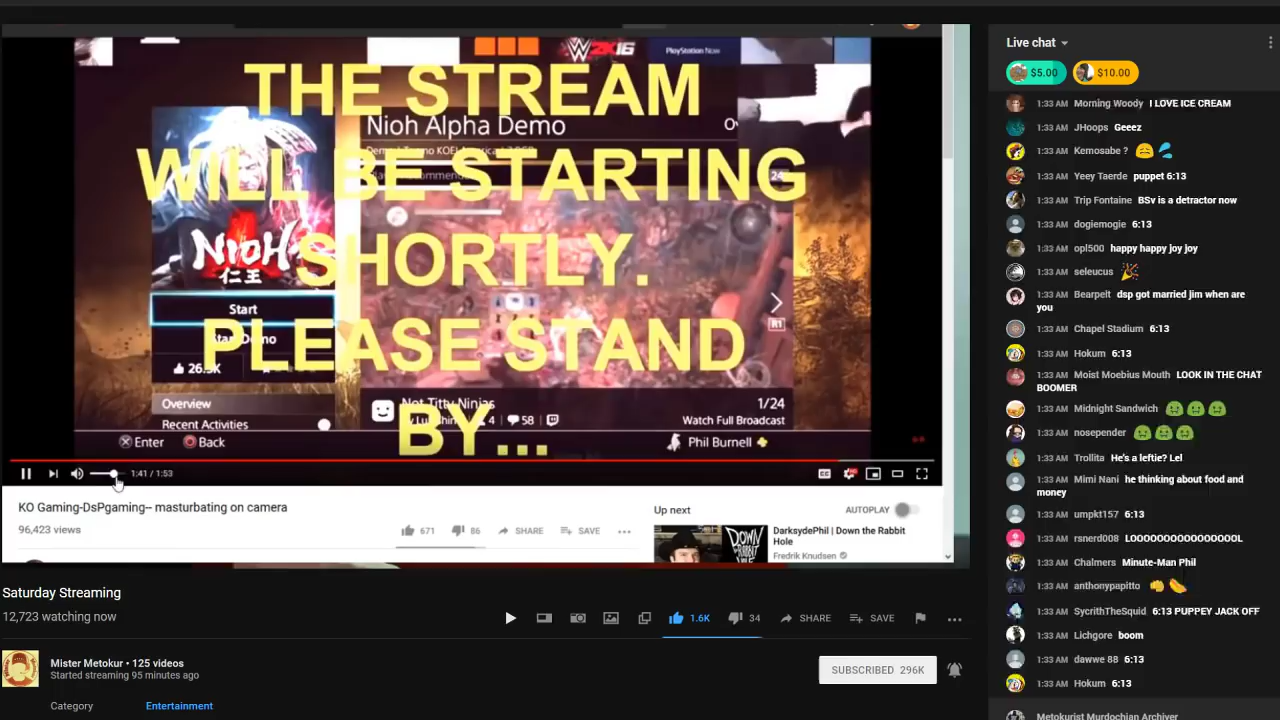 W2K16
PlayStation Now
THE STREAM
WILL BE STARTING
SHORTLY.
PLEASE STAND
BY...
Nioh Alpha Demo
NIOH
仁王
Start
26.5K
Overview
Recent Activities
Not Titty Ninjas
4
58
1/24
Watch Full Broadcast
R1
Enter
Back
Phil Burnell
1:41 / 1:53
KO Gaming-DsPgaming-- masturbating on camera
96,423 views
671
86
SHARE
SAVE
Up next
AUTOPLAY
DOWN
DarksydePhil | Down the Rabbit
Hole
Fredrik Knudsen
Saturday Streaming
12,723 watching now
1.6K
34
SHARE
SAVE
Mister Metokur • 125 videos
Started streaming 95 minutes ago
SUBSCRIBED 296K
Category
Entertainment
Live chat
$5.00
$10.00
1:33 AM Morning Woody I LOVE ICE CREAM
1:33 AM JHoops Geeez
1:33 AM Kemosabe ? 😩 💦
1:33 AM Yeey Taerde puppet 6:13
1:33 AM Trip Fontaine BSv is a detractor now
1:33 AM dogiemogie 6:13
1:33 AM opl500 happy happy joy joy
1:33 AM seleucus 🎉
1:33 AM Bearpelt dsp got married jim when are
you
1:33 AM Chapel Stadium 6:13
1:33 AM Hokum 6:13
1:33 AM Moist Moebius Mouth LOOK IN THE CHAT
BOOMER
1:33 AM Midnight Sandwich 🤢 🤢 🤢
1:33 AM nosepender 🤢 🤢 🤢
1:33 AM Trollita He's a leftie? Lel
1:33 AM Mimi Nani he thinking about food and
money
1:33 AM umpkt157 6:13
1:33 AM rsnerd008 LOOOOOOOOOOOOOOOL
1:33 AM Chalmers Minute-Man Phil
1:33 AM anthonypapitto 👊 🌭
1:33 AM SycrithTheSquid 6:13 PUPPEY JACK OFF
1:33 AM Lichgore boom
1:33 AM dawwe 88 6:13
1:33 AM Hokum 6:13
Metokurist Murdochian Archiver